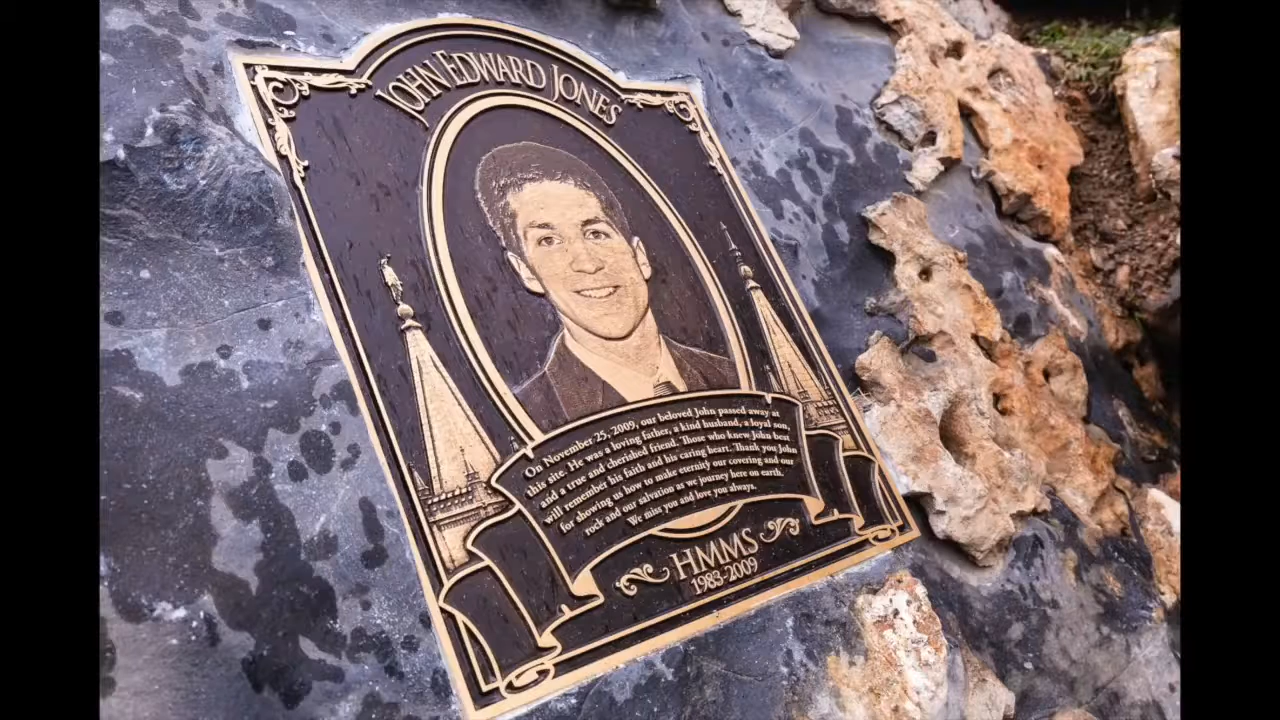 JOHN EDWARD JONES
On November 25, 2009, our beloved John passed away at
this site. He was a loving father, a kind husband, a loyal son,
and a true and cherished friend. Those who knew John best
will remember his faith and his caring heart. Thank you John
for showing us how to make eternity our covering and our
rock and our salvation as we journey here on earth.
We miss you and love you always.
HMMS
1983-2009